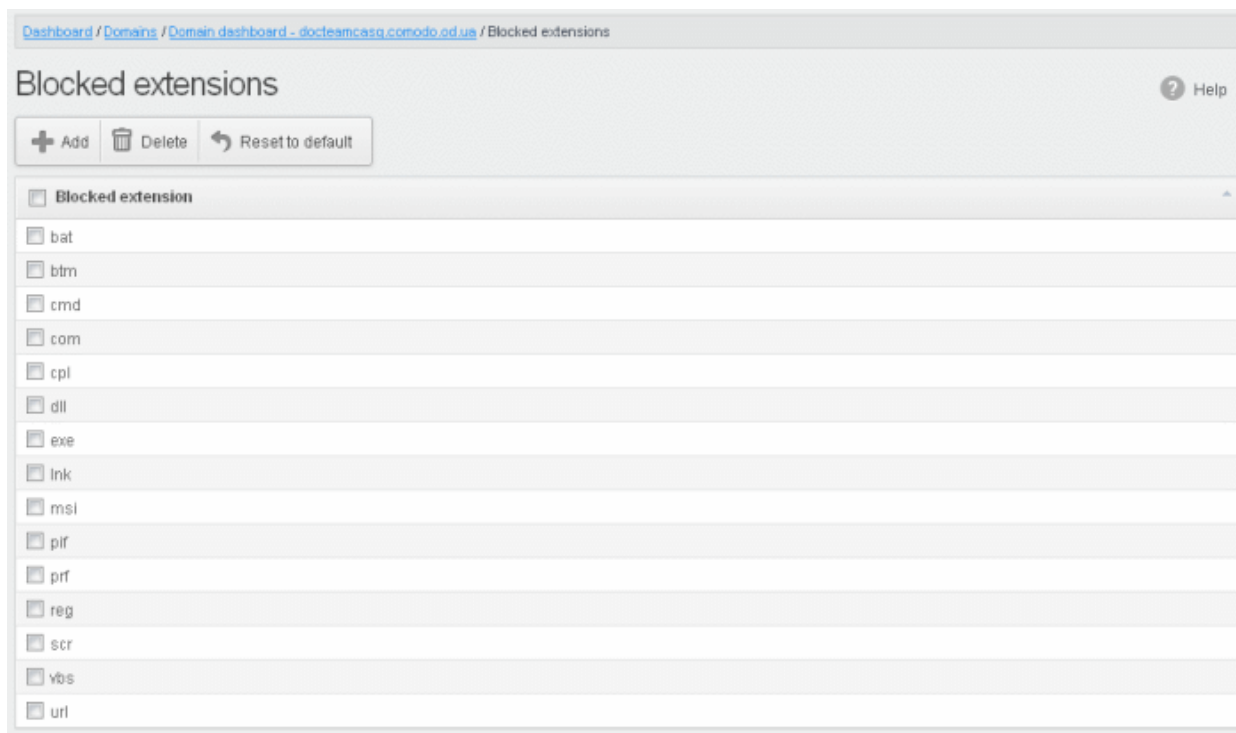 Dashboard / Domains / Domain dashboard - docteamcasq.comodo.od.ua / Blocked extensions
Blocked extensions
Help
Add Delete Reset to default
Blocked extension
bat
btm
cmd
com
cpl
dll
exe
lnk
msi
pif
prf
reg
scr
vbs
url